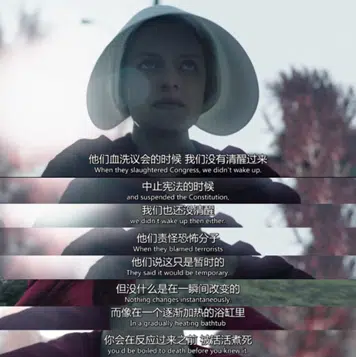 他们血洗议会的时候 我们没有清醒过来
When they slaughtered Congress, we didn't wake up.
中止宪法的时候
and suspended the Constitution,
我们也还没清醒
we didn't wake up then either.
他们责怪恐怖分子
When they blamed terrorists
他们说这只是暂时的
They said it would be temporary.
但没什么是在一瞬间改变的
Nothing changes instantaneously
而像在一个逐渐加热的浴缸里
In a gradually heating bathtub
你会在反应过来之前 被活活煮死
you'd be boiled to death before you knew it.